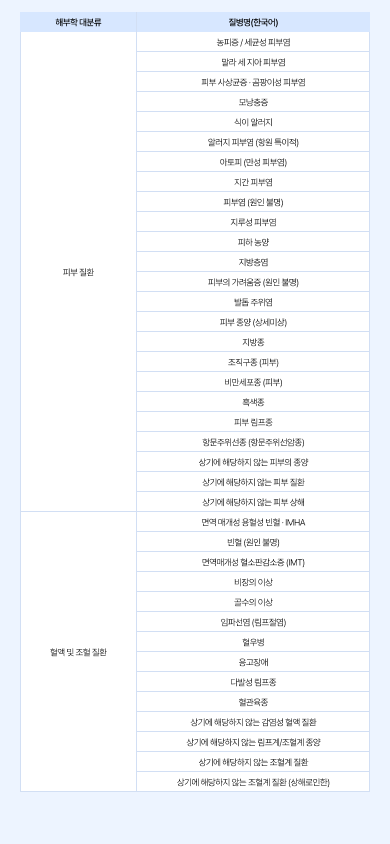 해부학 대분류 질병명(한국어)
농피증 / 세균성 피부염
말라 세 지아 피부염
피부 사상균증 · 곰팡이성 피부염
모낭충증
식이 알러지
알러지 피부염 (항원 특이적)
아토피 (만성 피부염)
지간 피부염
피부염 (원인 불명)
지루성 피부염
피하 농양
지방층염
피부의 가려움증 (원인 불명)
발톱 주위염
피부 종양 (상세미상)
지방종
피부 질환
조직구종 (피부)
비만세포종 (피부)
흑색종
피부 림프종
항문주위선종 (항문주위선암종)
상기에 해당하지 않는 피부의 종양
상기에 해당하지 않는 피부 질환
상기에 해당하지 않는 피부 상해
면역 매개성 용혈성 빈혈 · IMHA
빈혈 (원인 불명)
면역매개성 혈소판감소증 (IMT)
비장의 이상
골수의 이상
임파선염 (림프절염)
혈우병
혈액 및 조혈 질환
응고장애
다발성 림프종
혈관육종
상기에 해당하지 않는 감염성 혈액 질환
상기에 해당하지 않는 림프계/조혈계 종양
상기에 해당하지 않는 조혈계 질환
상기에 해당하지 않는 조혈계 질환 (상해로인한)